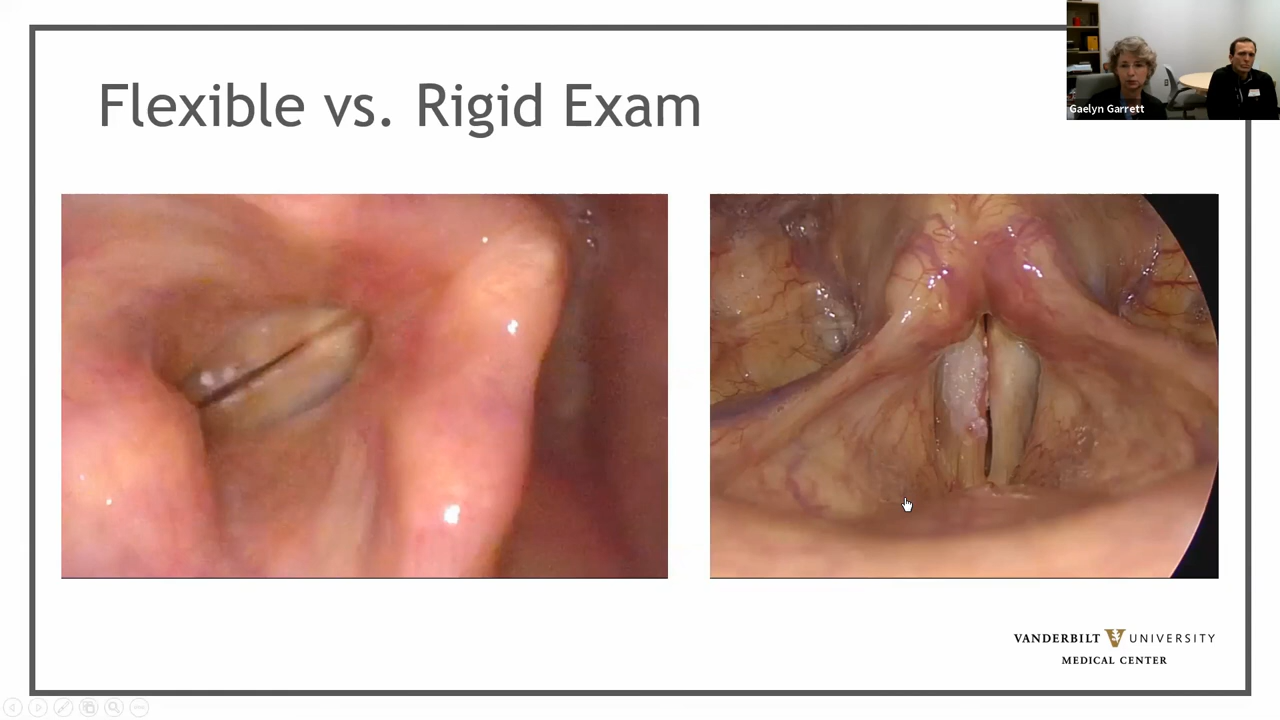 Flexible vs. Rigid Exam
Gaelyn Garrett
VANDERBILT V UNIVERSITY
MEDICAL CENTER